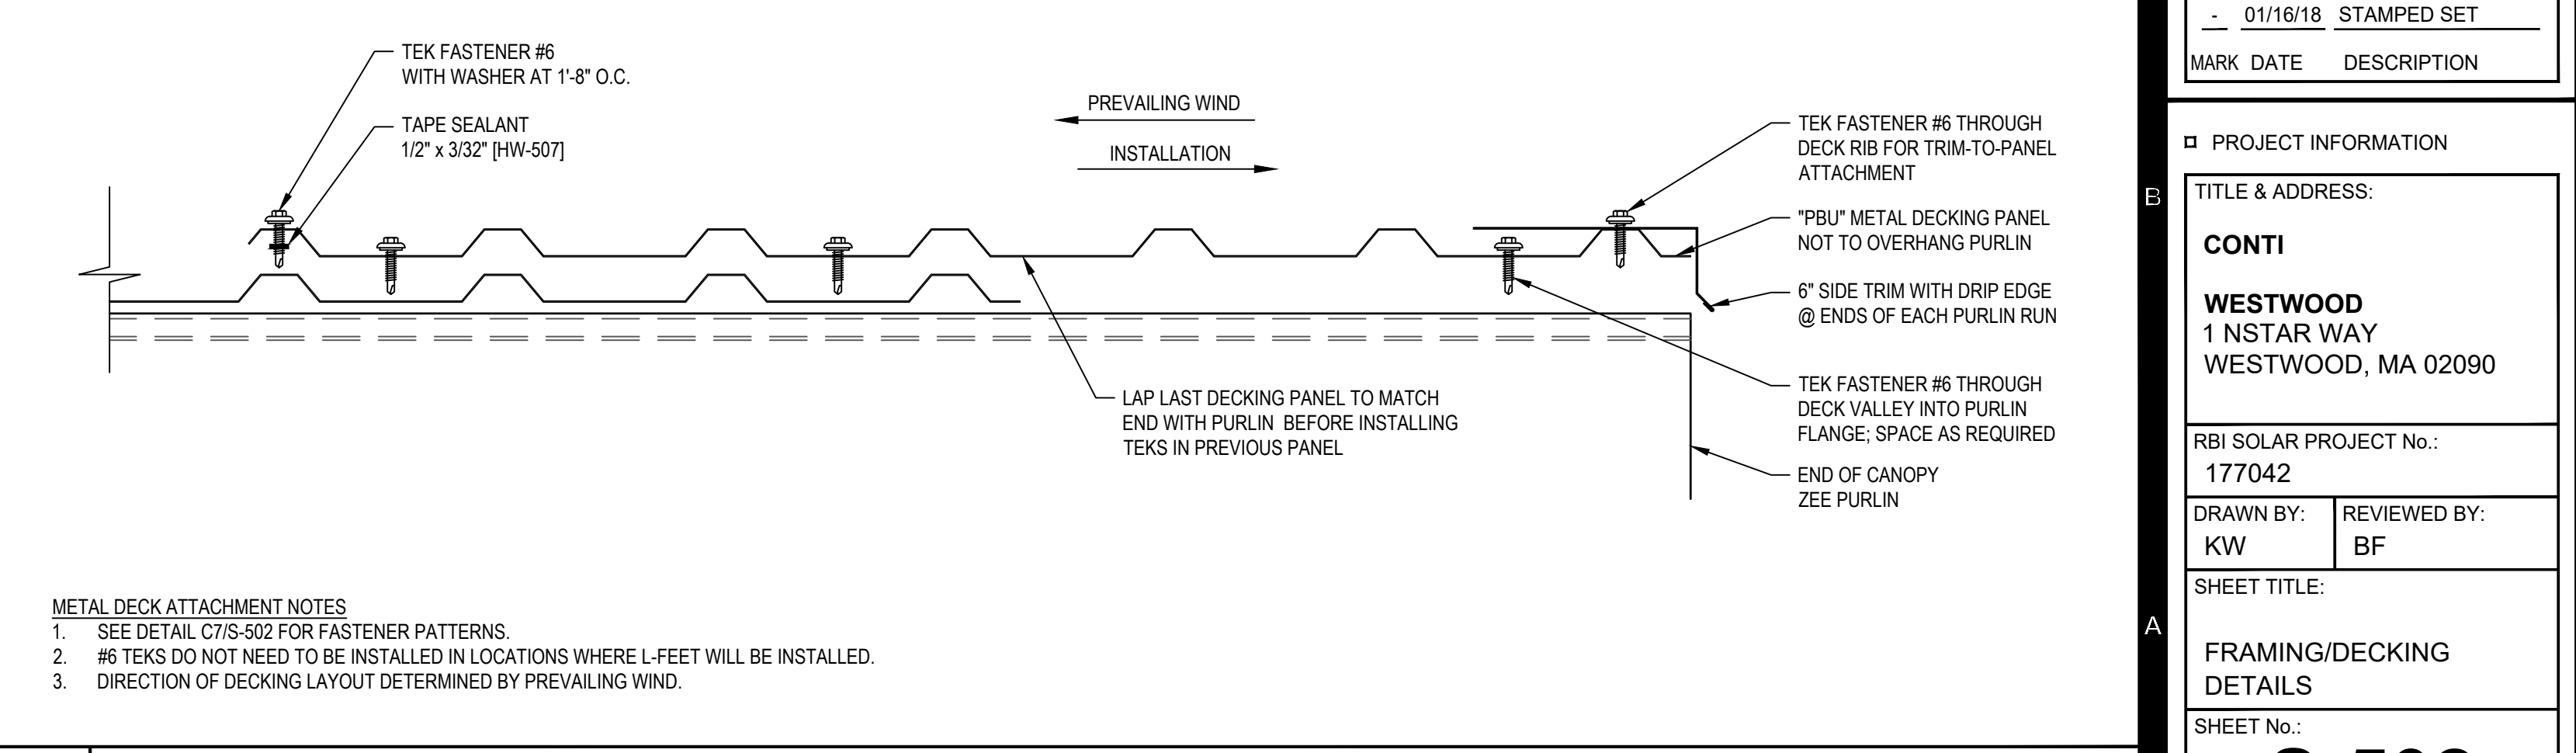 TEK FASTENER #6
WITH WASHER AT 1'-8" O.C.
TAPE SEALANT
1/2" x 3/32" [HW-507]
PREVAILING WIND
INSTALLATION
TEK FASTENER #6 THROUGH
DECK RIB FOR TRIM-TO-PANEL
ATTACHMENT
"PBU" METAL DECKING PANEL
NOT TO OVERHANG PURLIN
6" SIDE TRIM WITH DRIP EDGE
@ ENDS OF EACH PURLIN RUN
TEK FASTENER #6 THROUGH
DECK VALLEY INTO PURLIN
FLANGE; SPACE AS REQUIRED
END OF CANOPY
ZEE PURLIN
LAP LAST DECKING PANEL TO MATCH
END WITH PURLIN BEFORE INSTALLING
TEKS IN PREVIOUS PANEL
METAL DECK ATTACHMENT NOTES
1. SEE DETAIL C7/S-502 FOR FASTENER PATTERNS.
2. #6 TEKS DO NOT NEED TO BE INSTALLED IN LOCATIONS WHERE L-FEET WILL BE INSTALLED.
3. DIRECTION OF DECKING LAYOUT DETERMINED BY PREVAILING WIND.
B
A
- 01/16/18 STAMPED SET
MARK DATE DESCRIPTION
PROJECT INFORMATION
TITLE & ADDRESS:
CONTI
WESTWOOD
1 NSTAR WAY
WESTWOOD, MA 02090
RBI SOLAR PROJECT No.:
177042
DRAWN BY: REVIEWED BY:
KW BF
SHEET TITLE:
FRAMING/DECKING
DETAILS
SHEET No.: